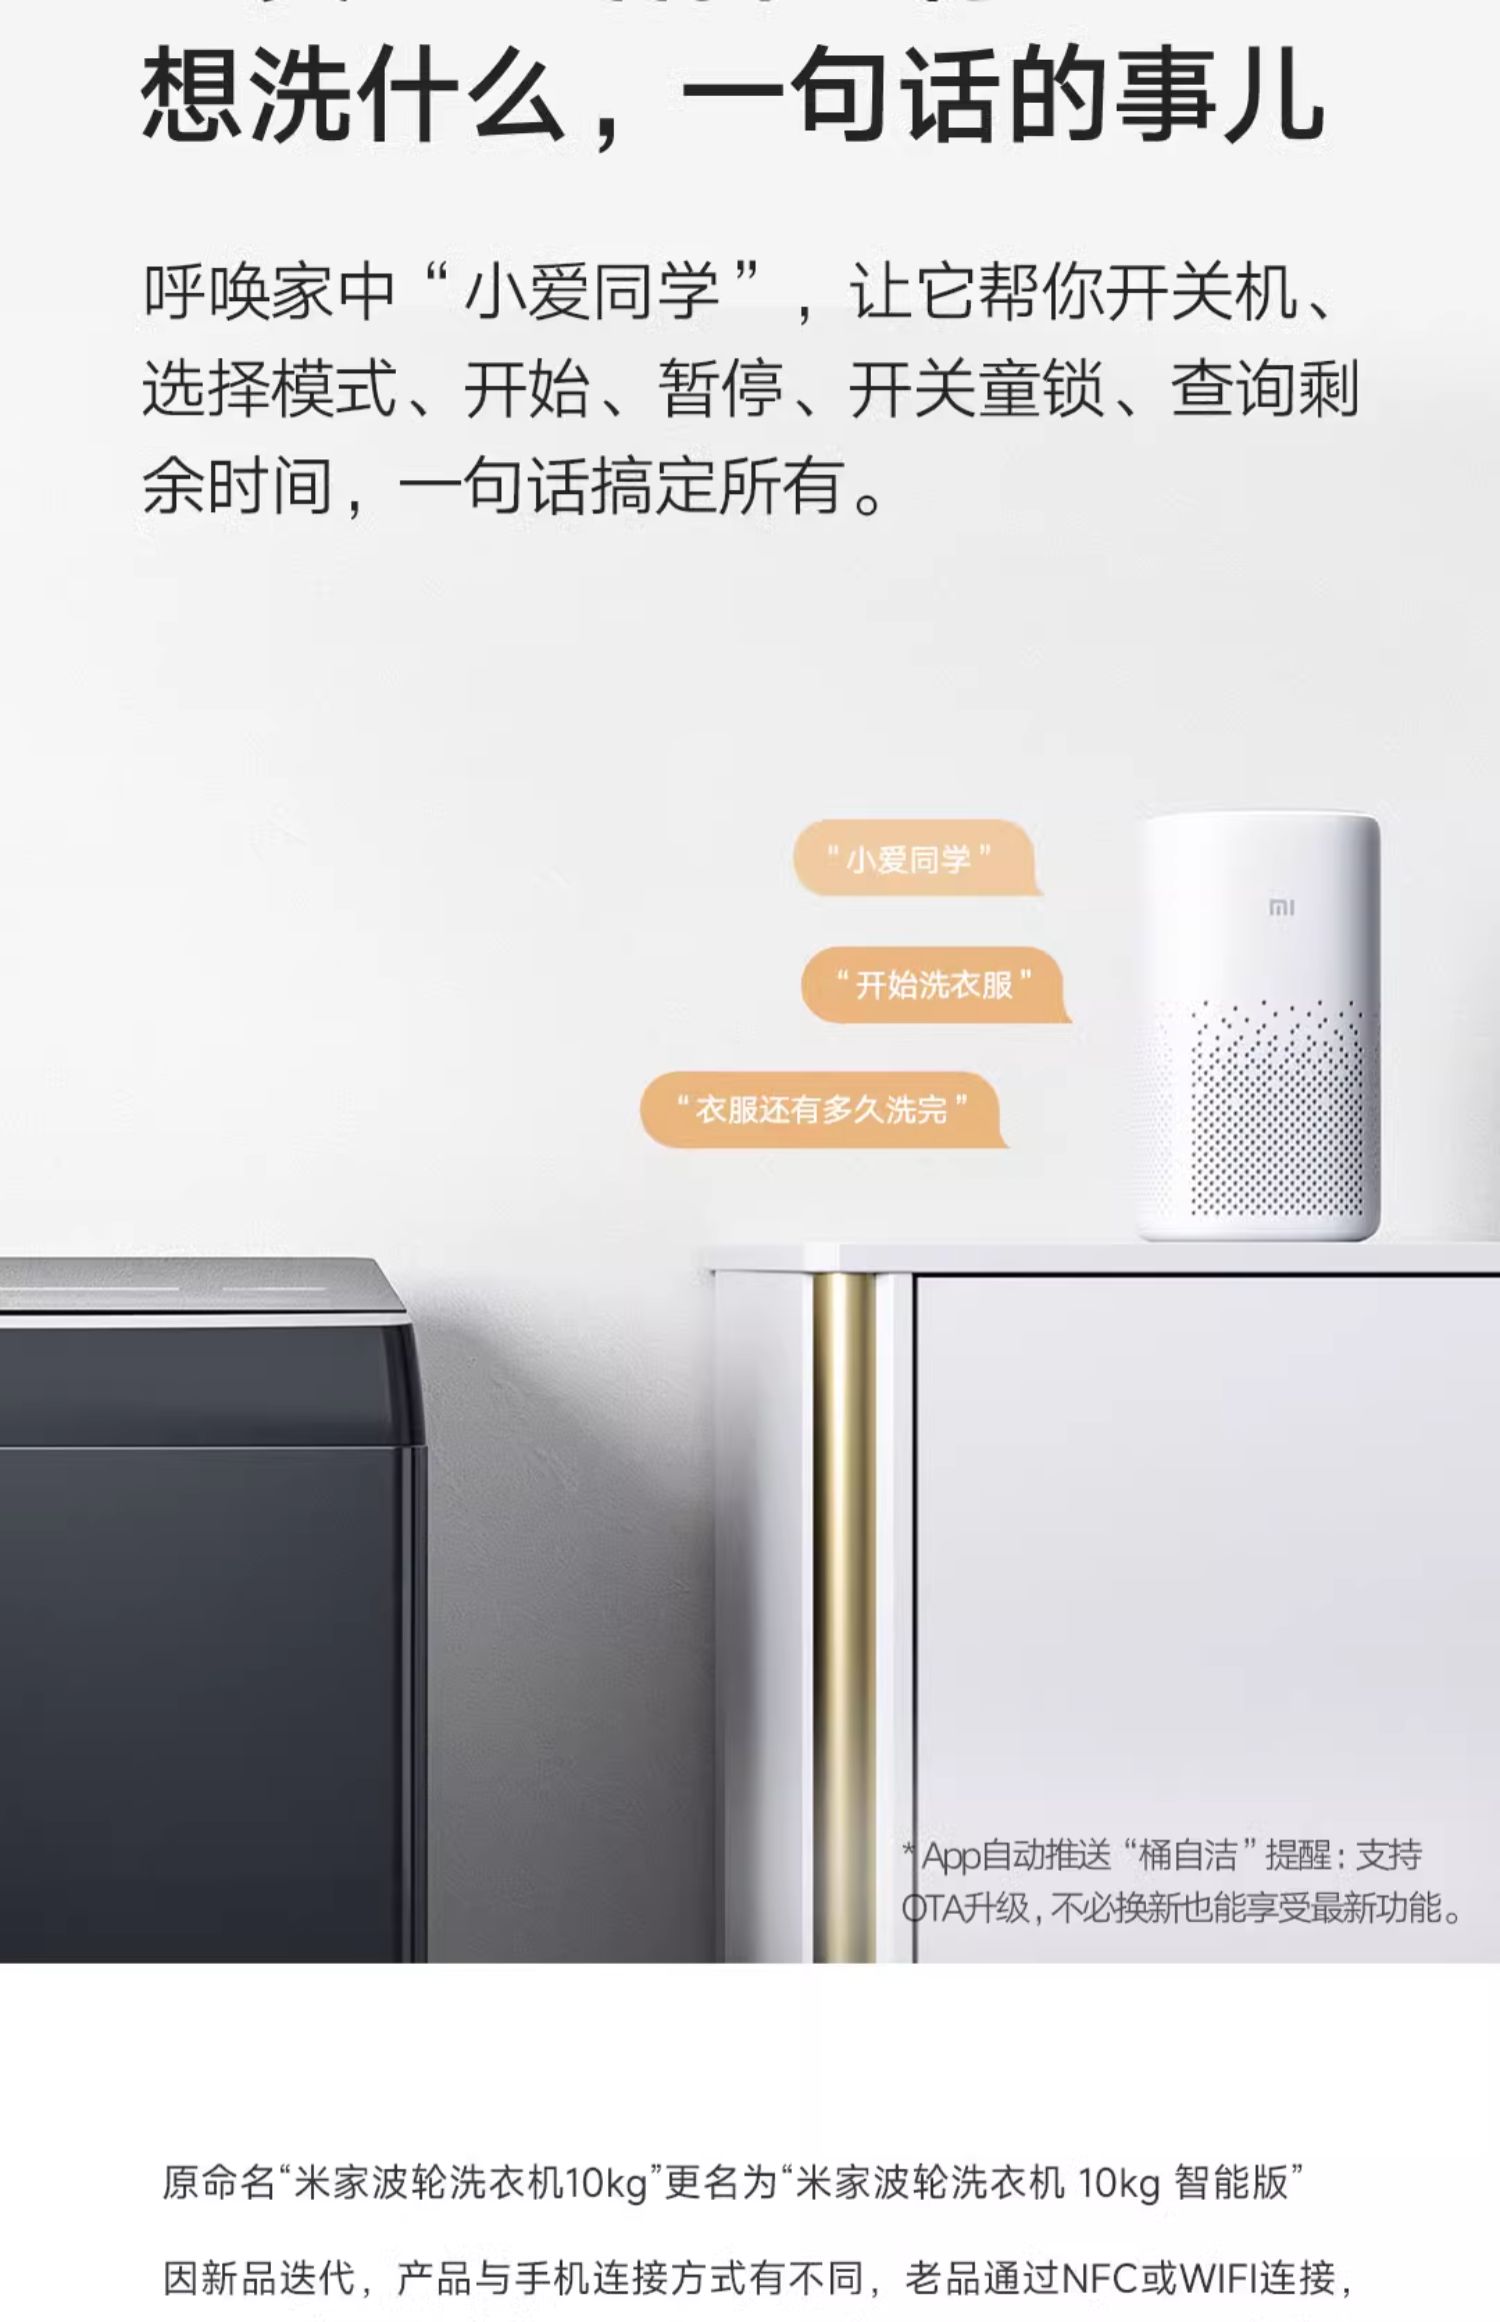 想洗什么，一句话的事儿
呼唤家中“小爱同学”，让它帮你开关机、
选择模式、开始、暂停、开关童锁、查询剩
余时间，一句话搞定所有。
“小爱同学”
mi
“开始洗衣服”
“衣服还有多久洗完”
*App自动推送“桶自洁”提醒；支持
OTA升级，不必换新也能享受最新功能。
原命名“米家波轮洗衣机10kg”更名为“米家波轮洗衣机 10kg 智能版”
因新品迭代，产品与手机连接方式有不同，老品通过NFC或WIFI连接，